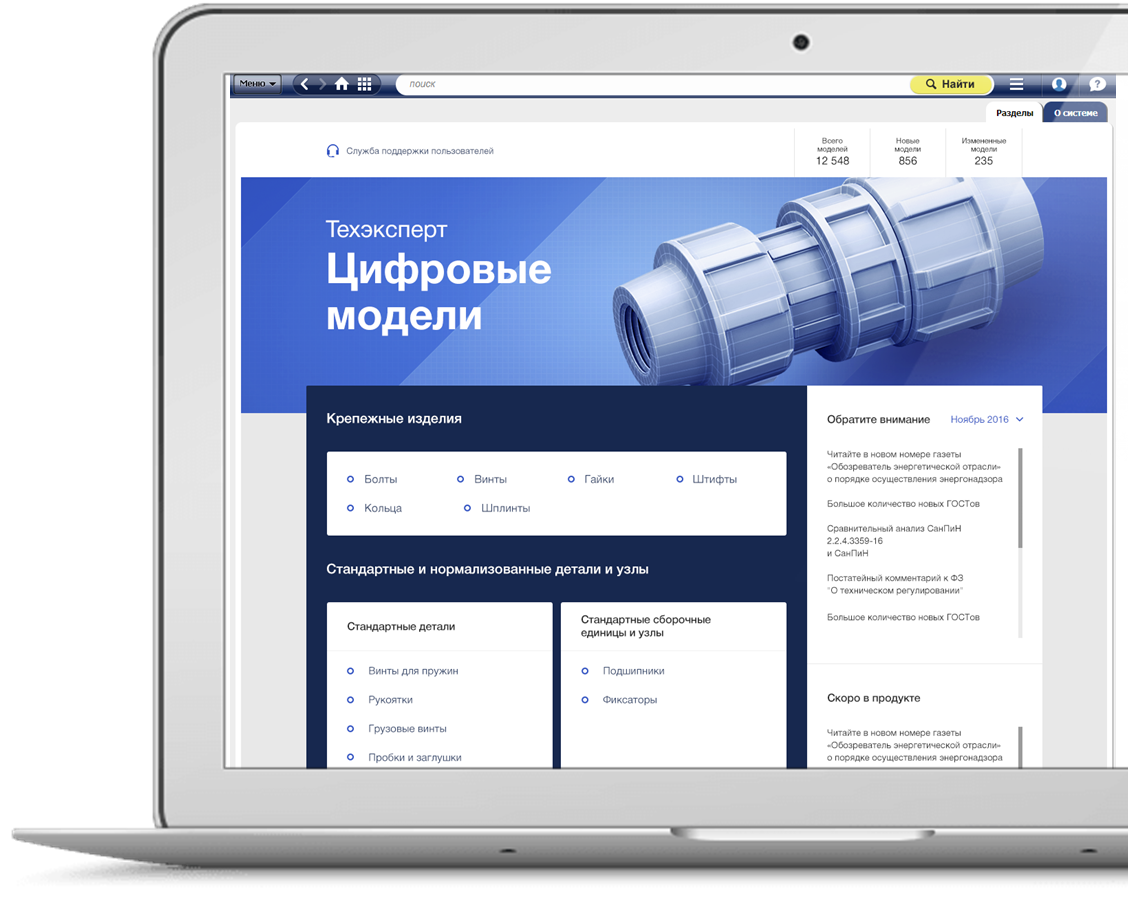 Меню
поиск
Найти
?
Разделы
О системе
Служба поддержки пользователей
Всего
моделей
12 548
Новые
модели
856
Измененные
модели
235
Техэксперт
Цифровые
модели
Крепежные изделия
Болты
Винты
Гайки
Штифты
Кольца
Шплинты
Стандартные и нормализованные детали и узлы
Стандартные детали
Винты для пружин
Рукоятки
Грузовые винты
Пробки и заглушки
Стандартные сборочные
единицы и узлы
Подшипники
Фиксаторы
Обратите внимание
Ноябрь 2016
Читайте в новом номере газеты
«Обозреватель энергетической отрасли»
о порядке осуществления энергонадзора
Большое количество новых ГОСТов
Сравнительный анализ СанПиН
2.2.4.3359-16
и СанПиН
Постатейный комментарий к ФЗ
"О техническом регулировании"
Большое количество новых ГОСТов
Скоро в продукте
Читайте в новом номере газеты
«Обозреватель энергетической отрасли»
о порядке осуществления энергонадзора